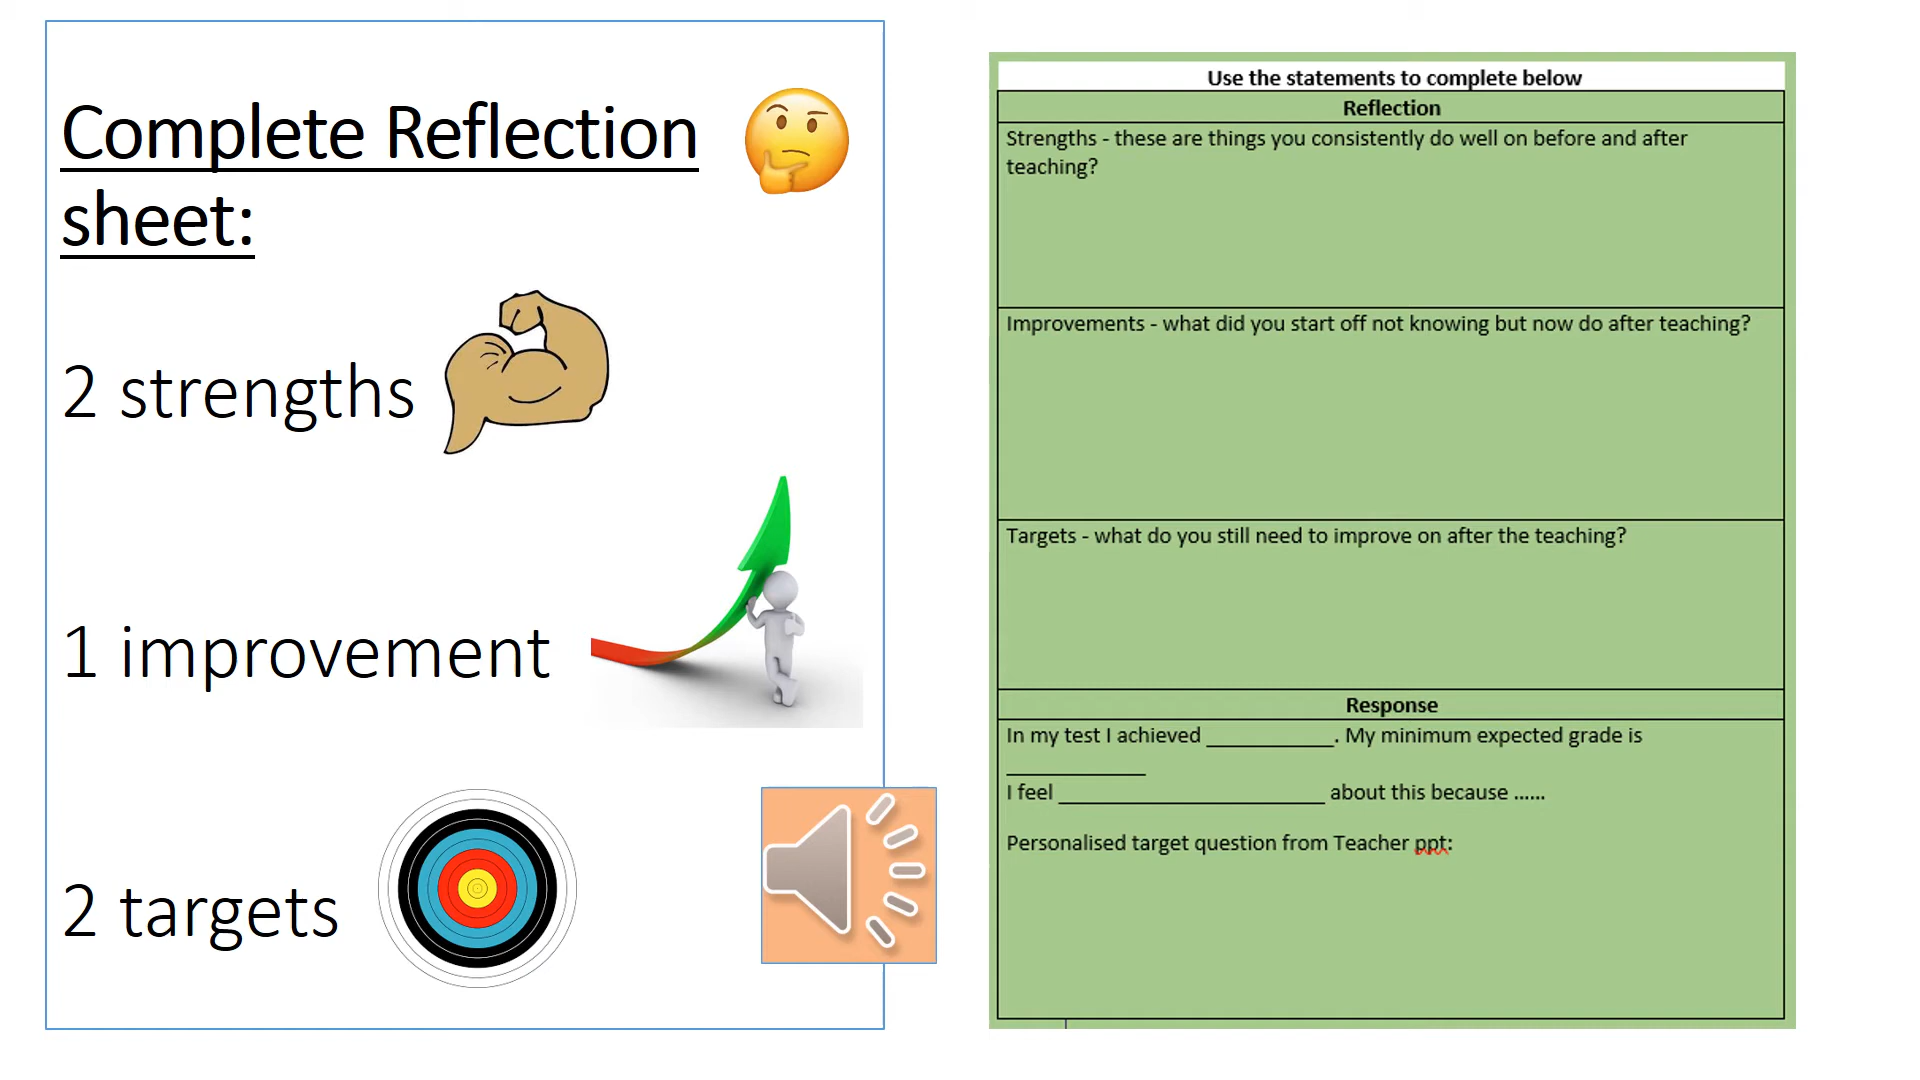 Complete Reflection
sheet:
2 strengths
1 improvement
2 targets
Use the statements to complete below
Reflection
Strengths - these are things you consistently do well on before and after
teaching?
Improvements - what did you start off not knowing but now do after teaching?
Targets - what do you still need to improve on after the teaching?
Response
In my test I achieved ___________. My minimum expected grade is
____________
I feel _______________________ about this because ......
Personalised target question from Teacher ppt: